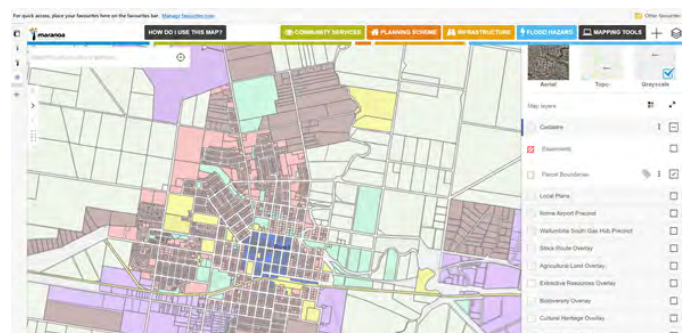 For quick access, place your favourites here on the favourites bar. Manage favourites now
Other favourites
maranoa
HOW DO I USE THIS MAP?
COMMUNITY SERVICES
PLANNING SCHEME
INFRASTRUCTURE
FLOOD HAZARDS
MAPPING TOOLS
Aerial
Topo
Greyscale
Map layers
Cadastre
Easements
Parcel Boundaries
Local Plans
Roma Airport Precinct
Wallumbilla South Gas Hub Precinct
Stock Route Overlay
Agricultural Land Overlay
Extractive Resources Overlay
Biodiversity Overlay
Cultural Heritage Overlay